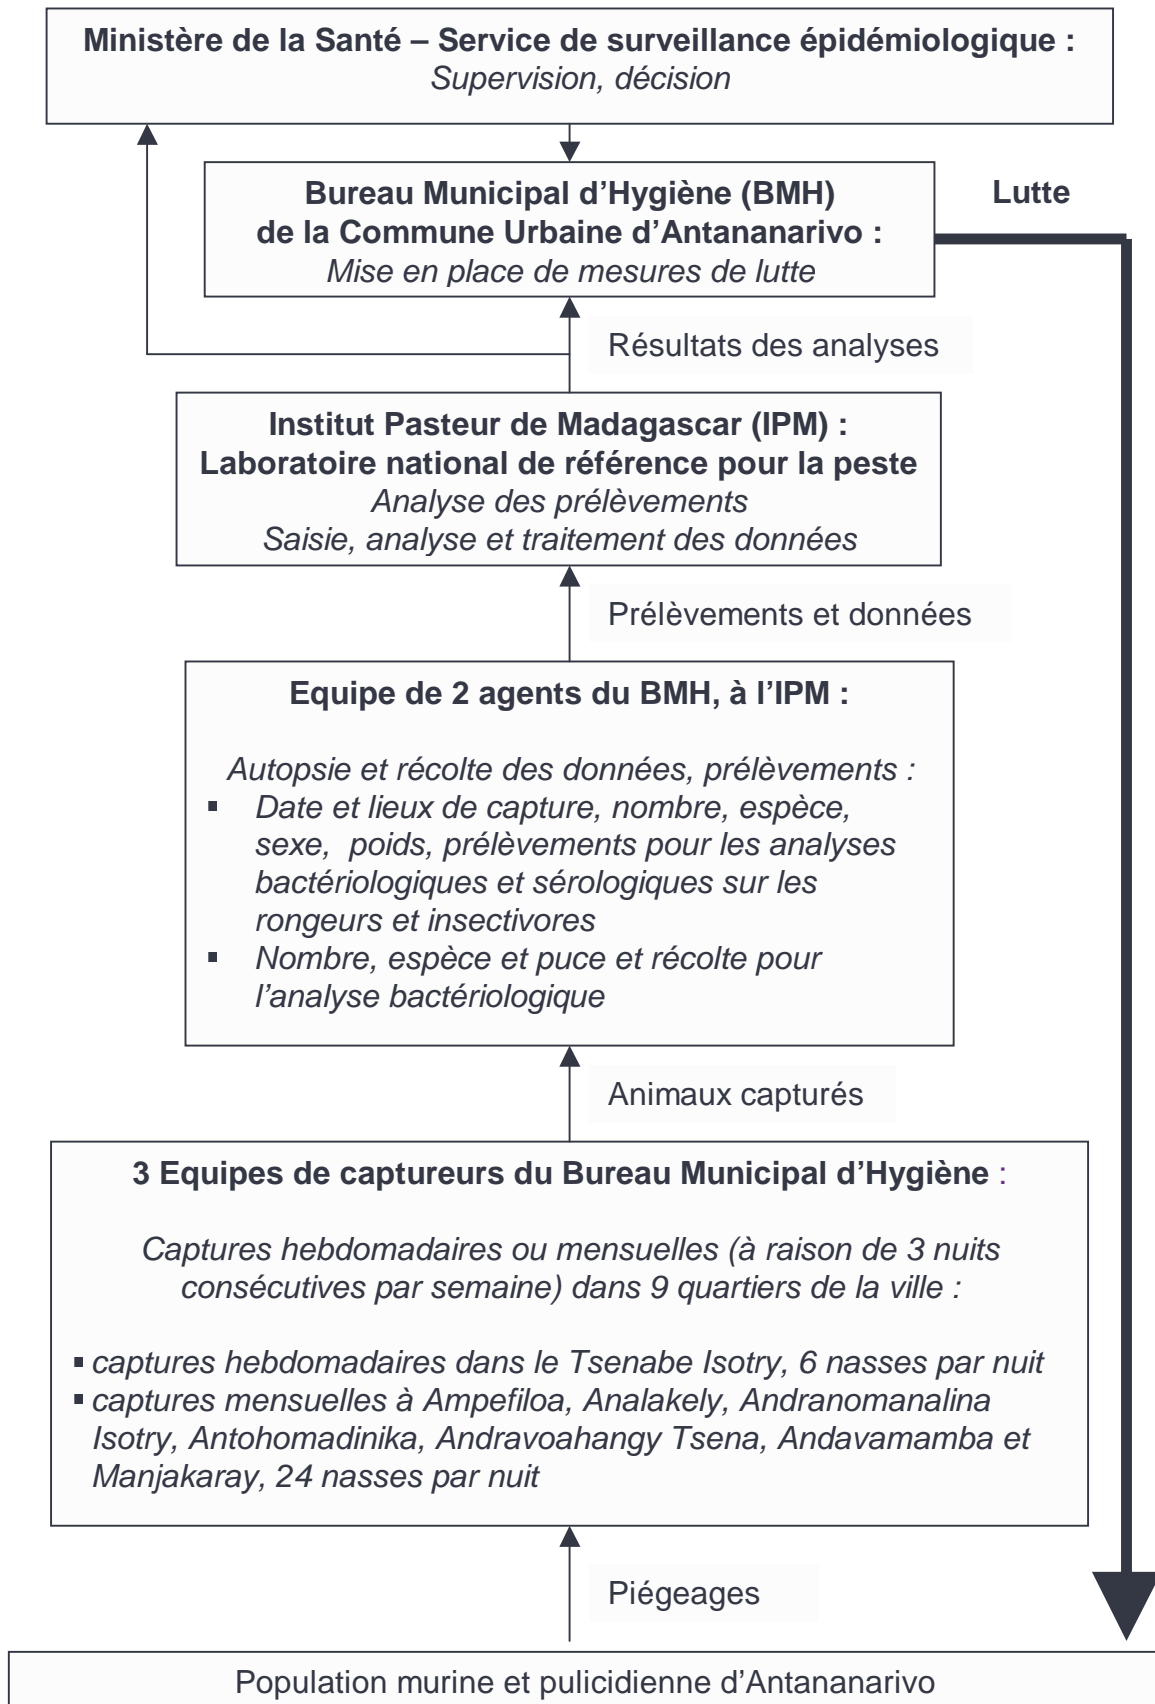 Ministère de la Santé – Service de surveillance épidémiologique :
Supervision, décision
Bureau Municipal d’Hygiène (BMH)
de la Commune Urbaine d’Antananarivo :
Mise en place de mesures de lutte
Lutte
Résultats des analyses
Institut Pasteur de Madagascar (IPM) :
Laboratoire national de référence pour la peste
Analyse des prélèvements
Saisie, analyse et traitement des données
Prélèvements et données
Equipe de 2 agents du BMH, à l’IPM :
Autopsie et récolte des données, prélèvements :
▪ Date et lieux de capture, nombre, espèce,
sexe, poids, prélèvements pour les analyses
bactériologiques et sérologiques sur les
rongeurs et insectivores
▪ Nombre, espèce et puce et récolte pour
l’analyse bactériologique
Animaux capturés
3 Equipes de captureurs du Bureau Municipal d’Hygiène :
Captures hebdomadaires ou mensuelles (à raison de 3 nuits
consécutives par semaine) dans 9 quartiers de la ville :
▪ captures hebdomadaires dans le Tsenabe Isotry, 6 nasses par nuit
▪ captures mensuelles à Ampefiloa, Analakely, Andranomanalina
Isotry, Antohomadinika, Andravoahangy Tsena, Andavamamba et
Manjakaray, 24 nasses par nuit
Piégeages
Population murine et pulicidienne d’Antananarivo